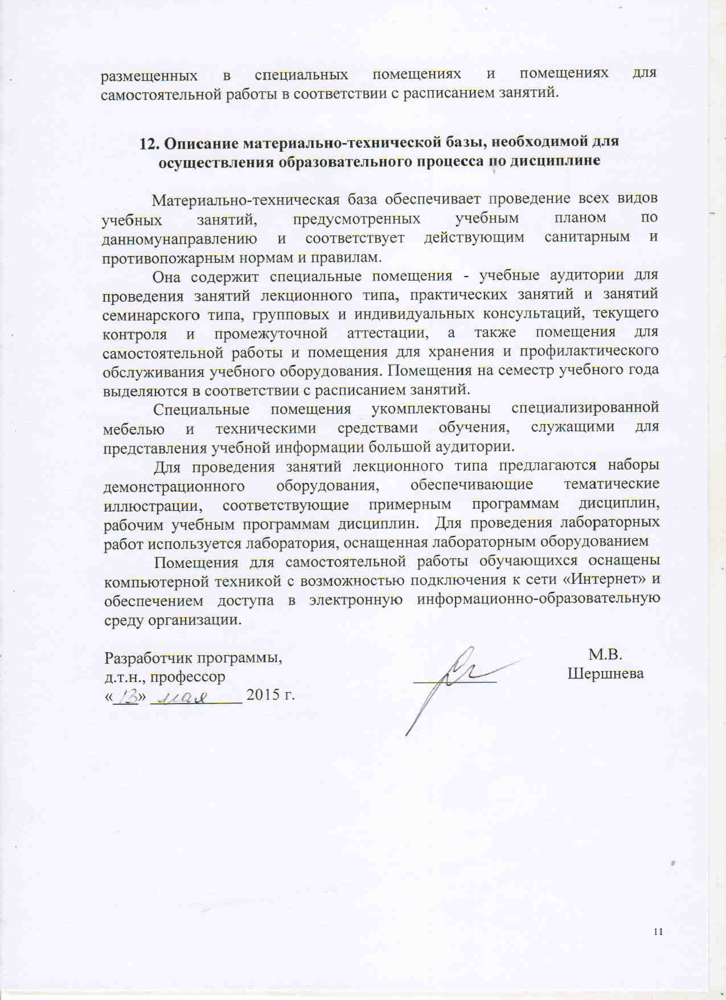 размещенных в специальных помещениях и помещениях для
самостоятельной работы в соответствии с расписанием занятий.
12. Описание материально-технической базы, необходимой для
осуществления образовательного процесса по дисциплине
Материально-техническая база обеспечивает проведение всех видов
учебных занятий, предусмотренных учебным планом по
данномунаправлению и соответствует действующим санитарным и
противопожарным нормам и правилам.
Она содержит специальные помещения - учебные аудитории для
проведения занятий лекционного типа, практических занятий и занятий
семинарского типа, групповых и индивидуальных консультаций, текущего
контроля и промежуточной аттестации, а также помещения для
самостоятельной работы и помещения для хранения и профилактического
обслуживания учебного оборудования. Помещения на семестр учебного года
выделяются в соответствии с расписанием занятий.
Специальные помещения укомплектованы специализированной
мебелью и техническими средствами обучения, служащими для
представления учебной информации большой аудитории.
Для проведения занятий лекционного типа предлагаются наборы
демонстрационного оборудования, обеспечивающие тематические
иллюстрации, соответствующие примерным программам дисциплин,
рабочим учебным программам дисциплин. Для проведения лабораторных
работ используется лаборатория, оснащенная лабораторным оборудованием
Помещения для самостоятельной работы обучающихся оснащены
компьютерной техникой с возможностью подключения к сети «Интернет» и
обеспечением доступа в электронную информационно-образовательную
среду организации.
Разработчик программы, М.В.
д.т.н., профессор Шершнева
«13» мая 2015 г.
11